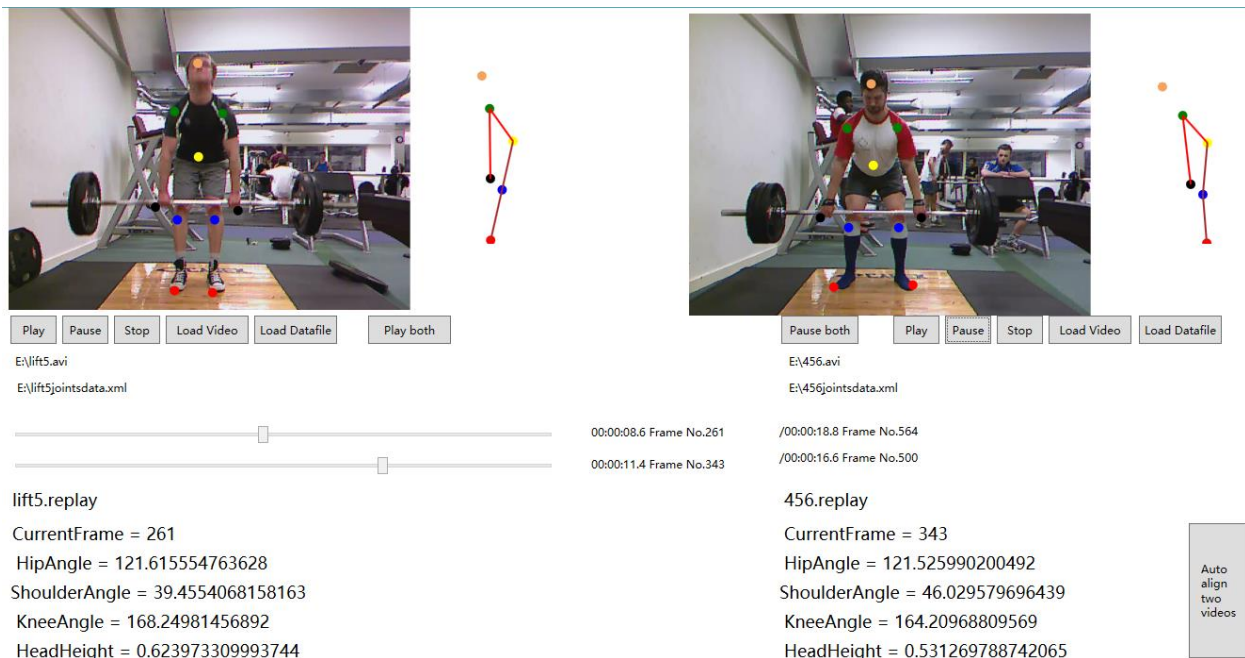 Play Pause Stop Load Video Load Datafile Play both
Pause both Play Pause Stop Load Video Load Datafile
E:\lift5.avi
E:\456.avi
E:\lift5jointsdata.xml
E:\456jointsdata.xml
00:00:08.6 Frame No.261 /00:00:18.8 Frame No.564
00:00:11.4 Frame No.343 /00:00:16.6 Frame No.500
lift5.replay
CurrentFrame = 261
HipAngle = 121.615554763628
ShoulderAngle = 39.4554068158163
KneeAngle = 168.24981456892
HeadHeight = 0.623973309993744
456.replay
CurrentFrame = 343
HipAngle = 121.525990200492
ShoulderAngle = 46.029579696439
KneeAngle = 164.20968809569
HeadHeight = 0.531269788742065
Auto
align
two
videos